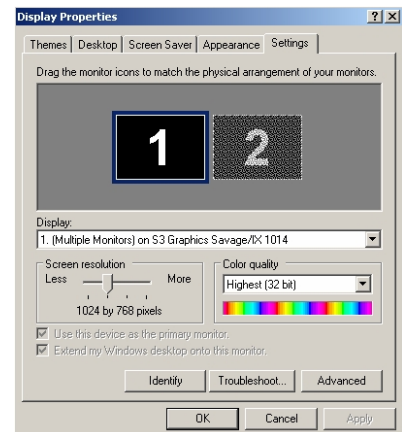 Display Properties
Themes Desktop Screen Saver Appearance Settings
Drag the monitor icons to match the physical arrangement of your monitors.
1 2
Display:
1. (Multiple Monitors) on S3 Graphics Savage/IX 1014
Screen resolution
Less More
1024 by 768 pixels
Color quality
Highest (32 bit)
Use this device as the primary monitor.
Extend my Windows desktop onto this monitor.
Identify Troubleshoot... Advanced
OK Cancel Apply